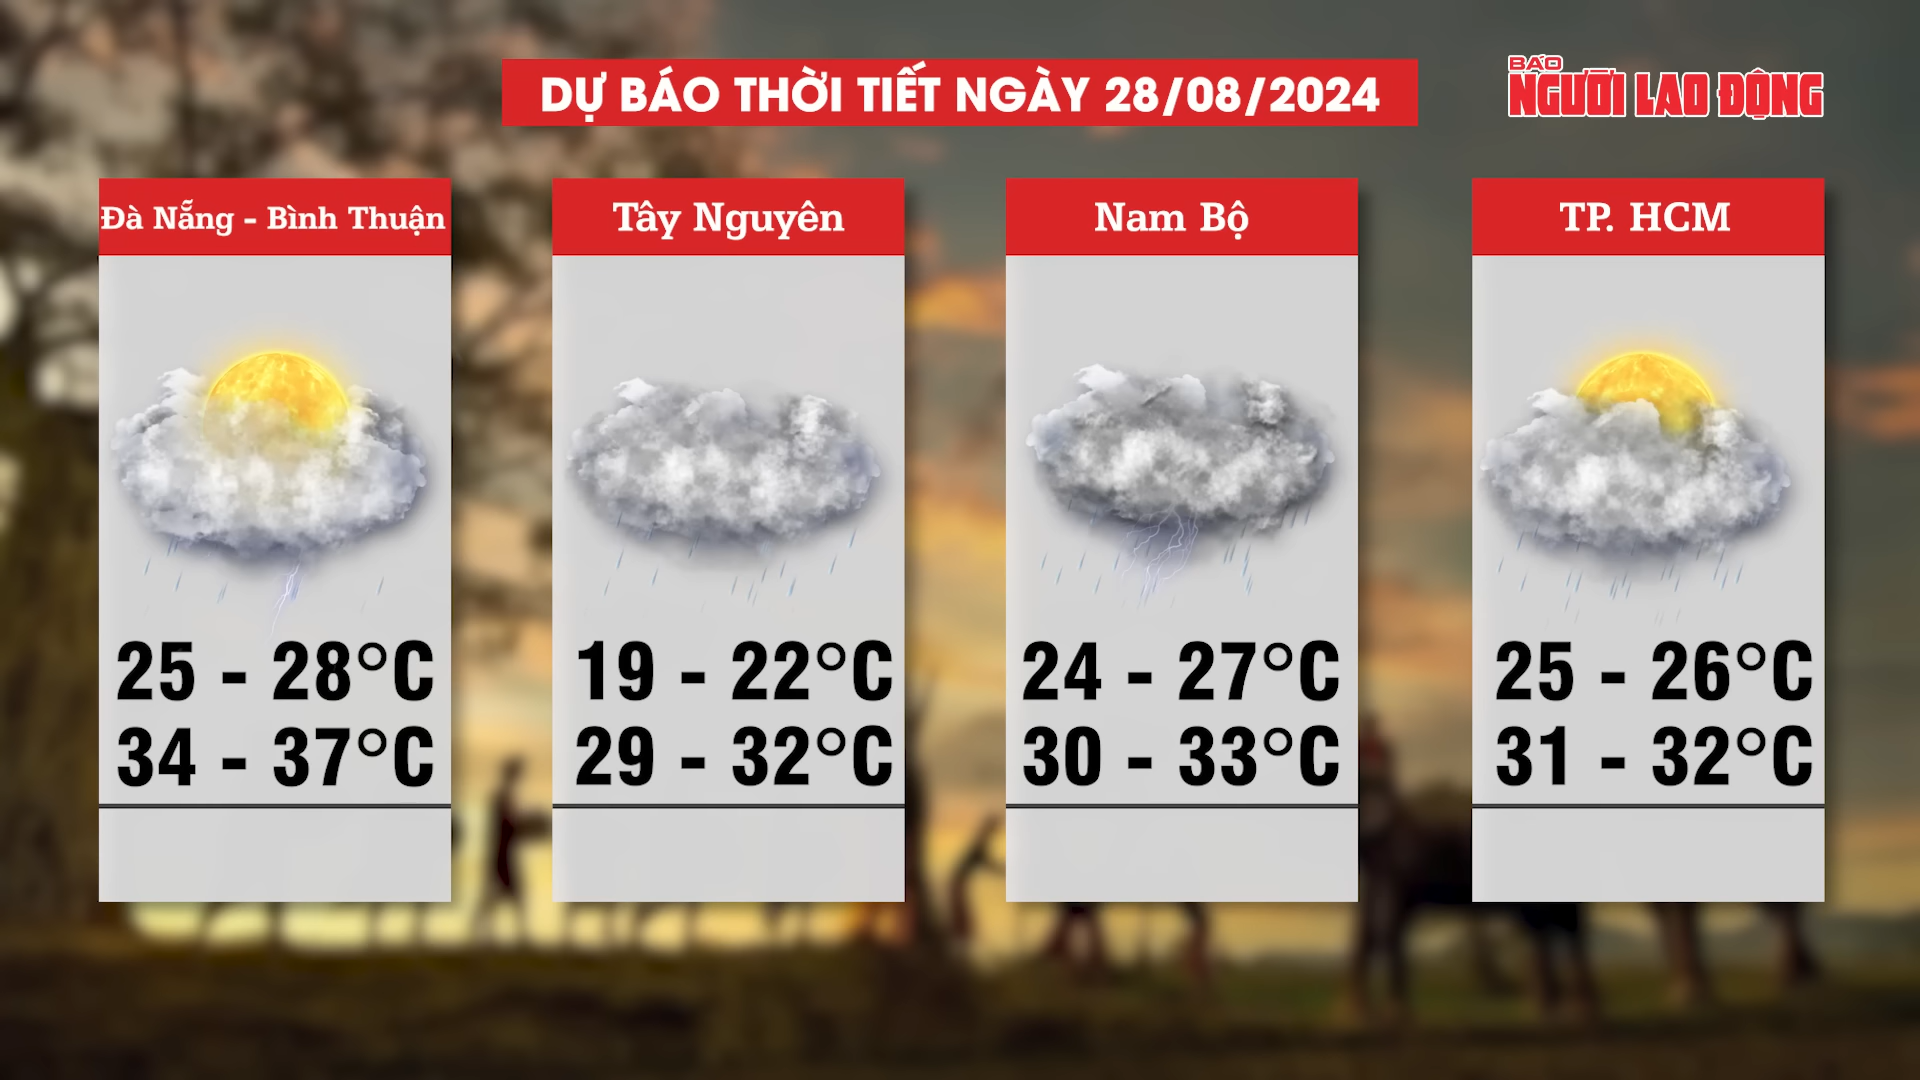 DỰ BÁO THỜI TIẾT NGÀY 28/08/2024
BÁO
NGƯỜI LAO ĐỘNG
Đà Nẵng - Bình Thuận
25 - 28°C
34 - 37°C
Tây Nguyên
19 - 22°C
29 - 32°C
Nam Bộ
24 - 27°C
30 - 33°C
TP. HCM
25 - 26°C
31 - 32°C